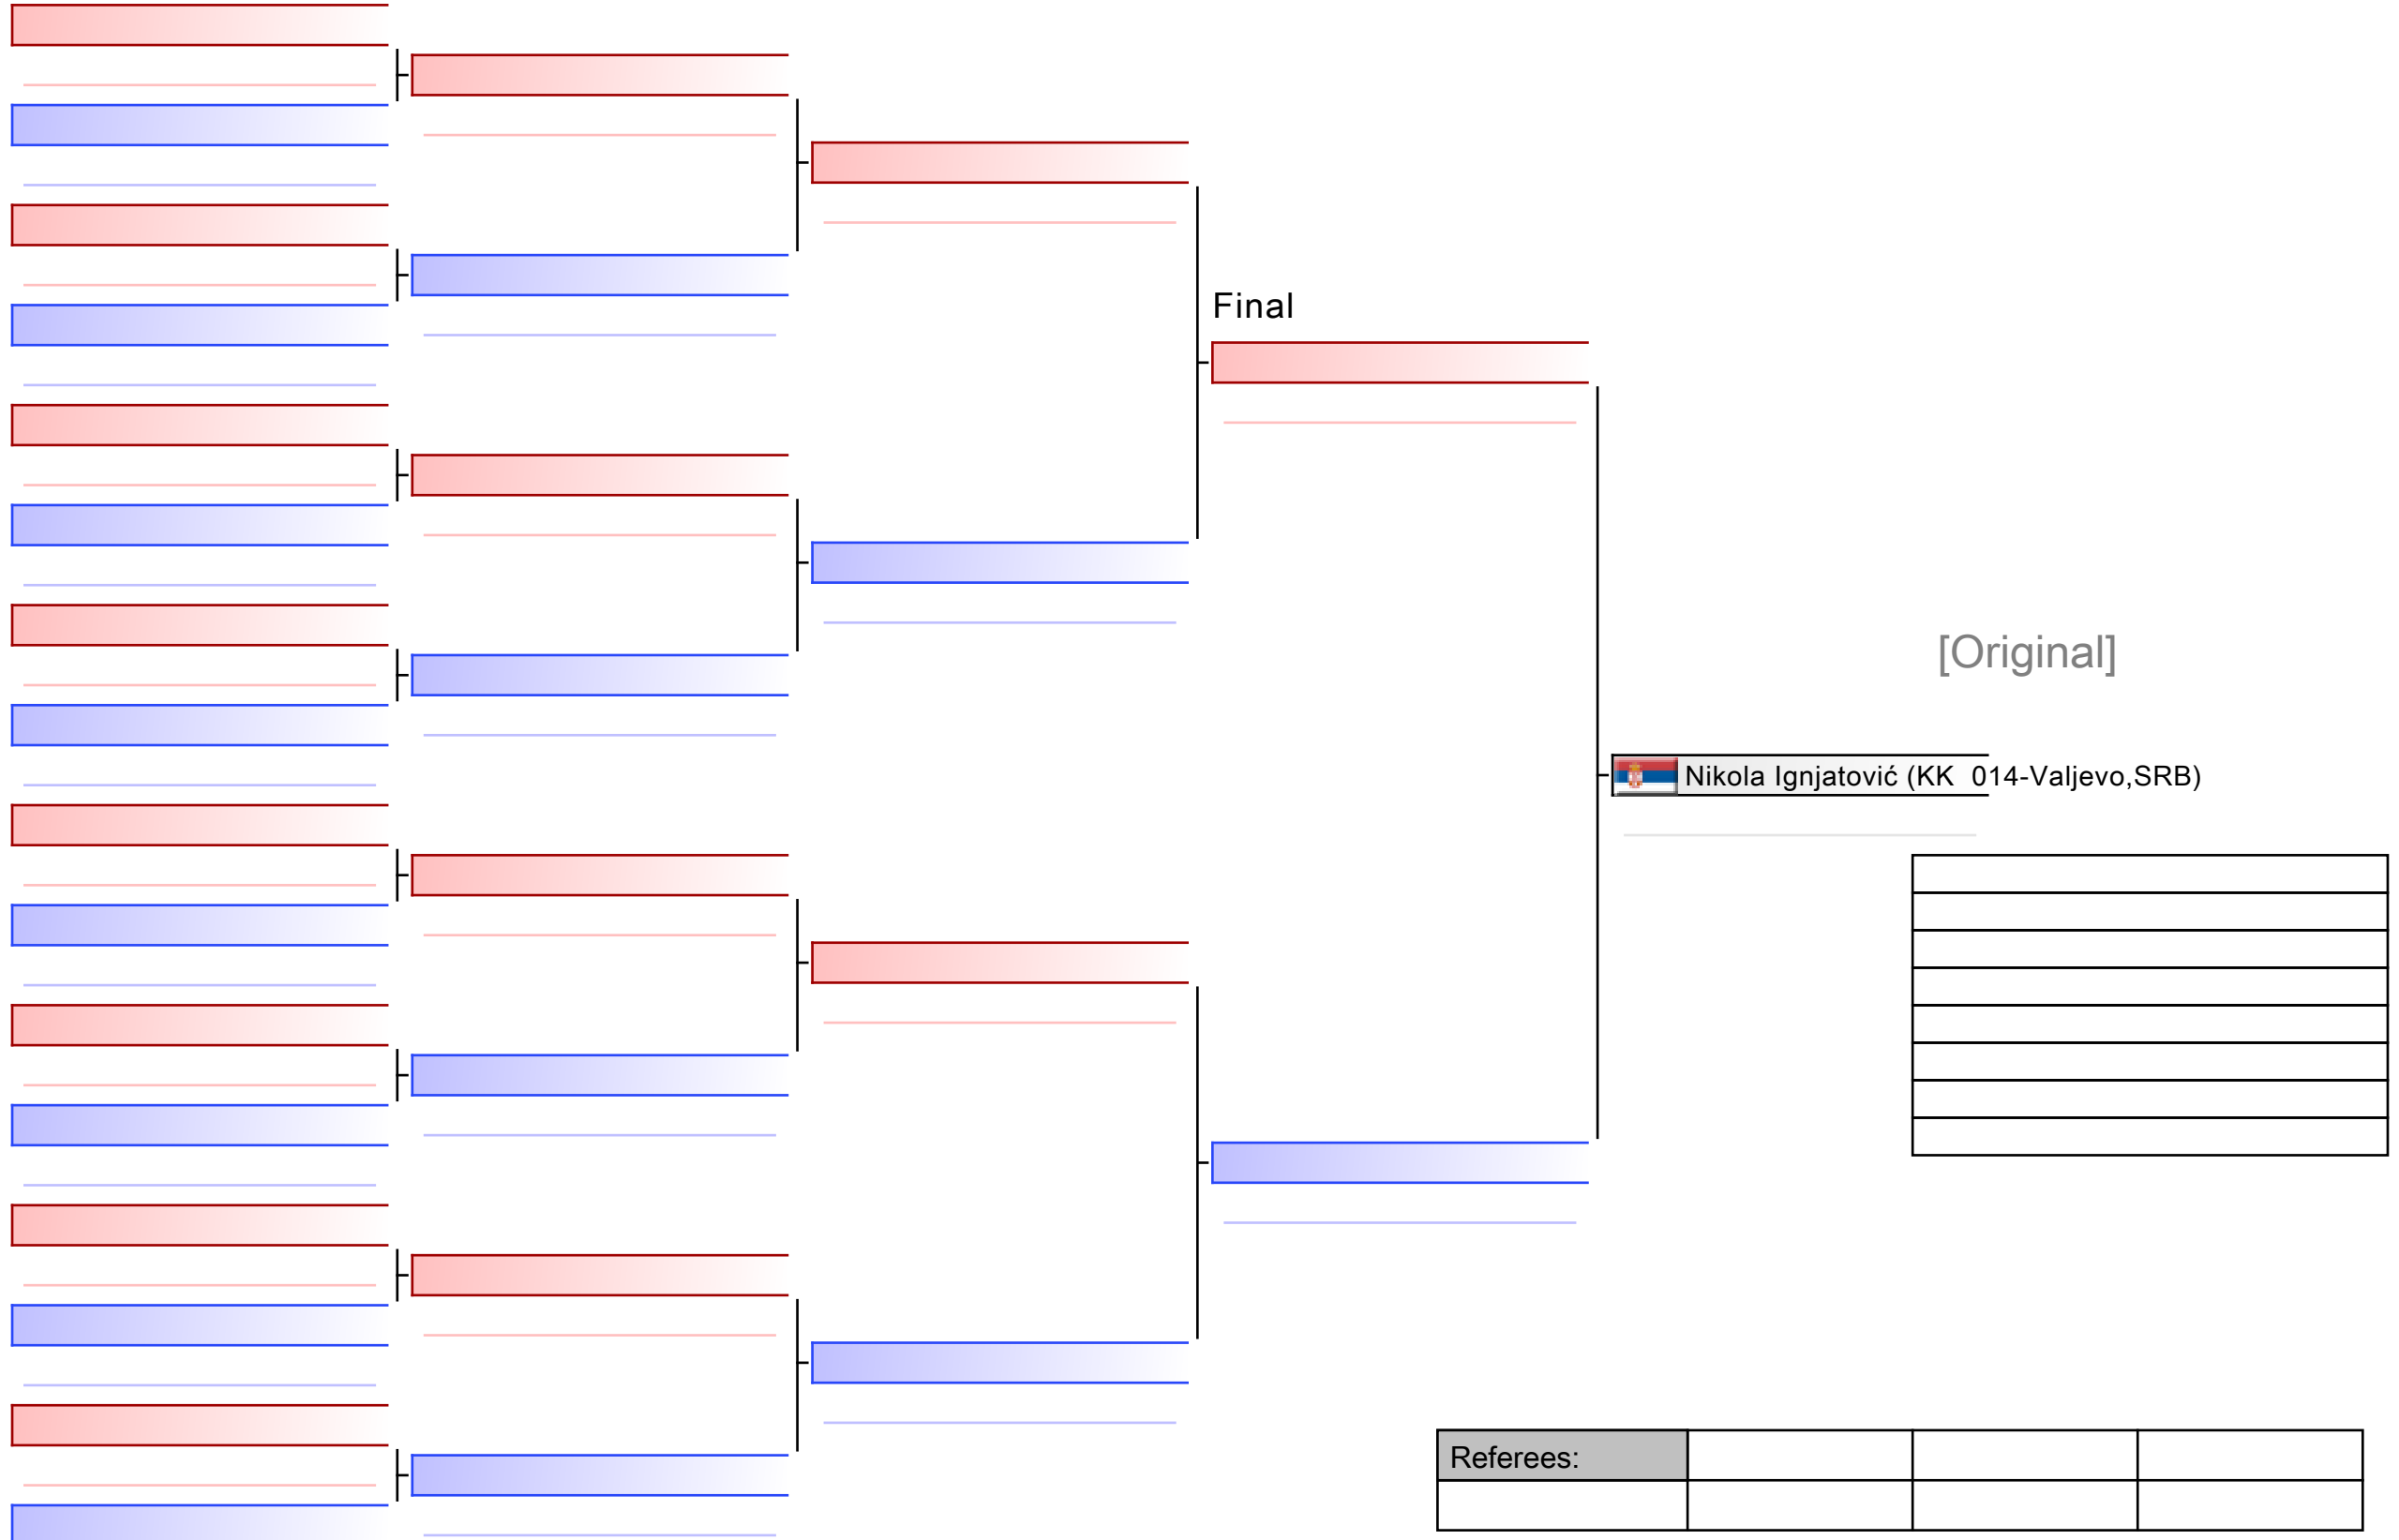 Final
[Original]
Nikola Ignjatović (KK  014-Valjevo,SRB)
Referees: